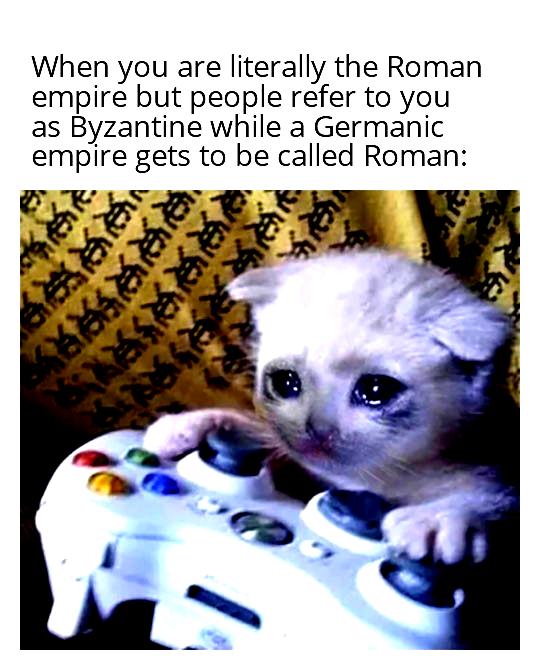 When you are literally the Roman
empire but people refer to you
as Byzantine while a Germanic
empire gets to be called Roman: